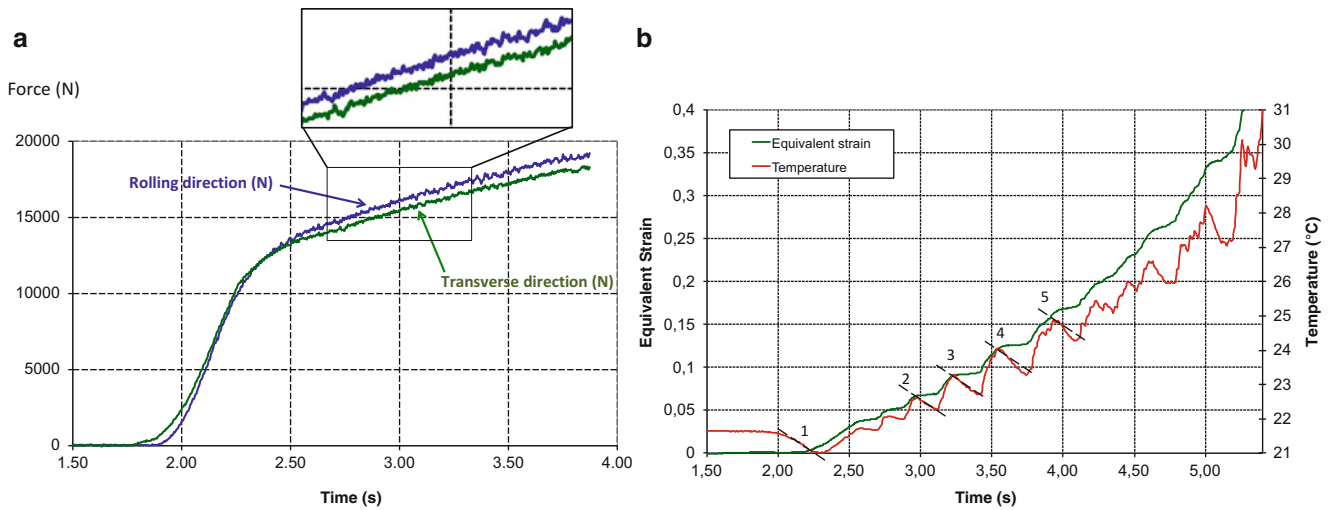 a
Force (N)
20000
15000
10000
5000
0
Rolling direction (N)
Transverse direction (N)
1.50 2.00 2.50 3.00 3.50 4.00
Time (s)
b
0,4
0,35
0,3
0,25
0,2
0,15
0,1
0,05
0
Equivalent Strain
Equivalent strain
Temperature
1
2
3
4
5
31
30
29
28
27
26
25
24
23
22
21
Temperature (°C)
1,50 2,00 2,50 3,00 3,50 4,00 4,50 5,00
Time (s)